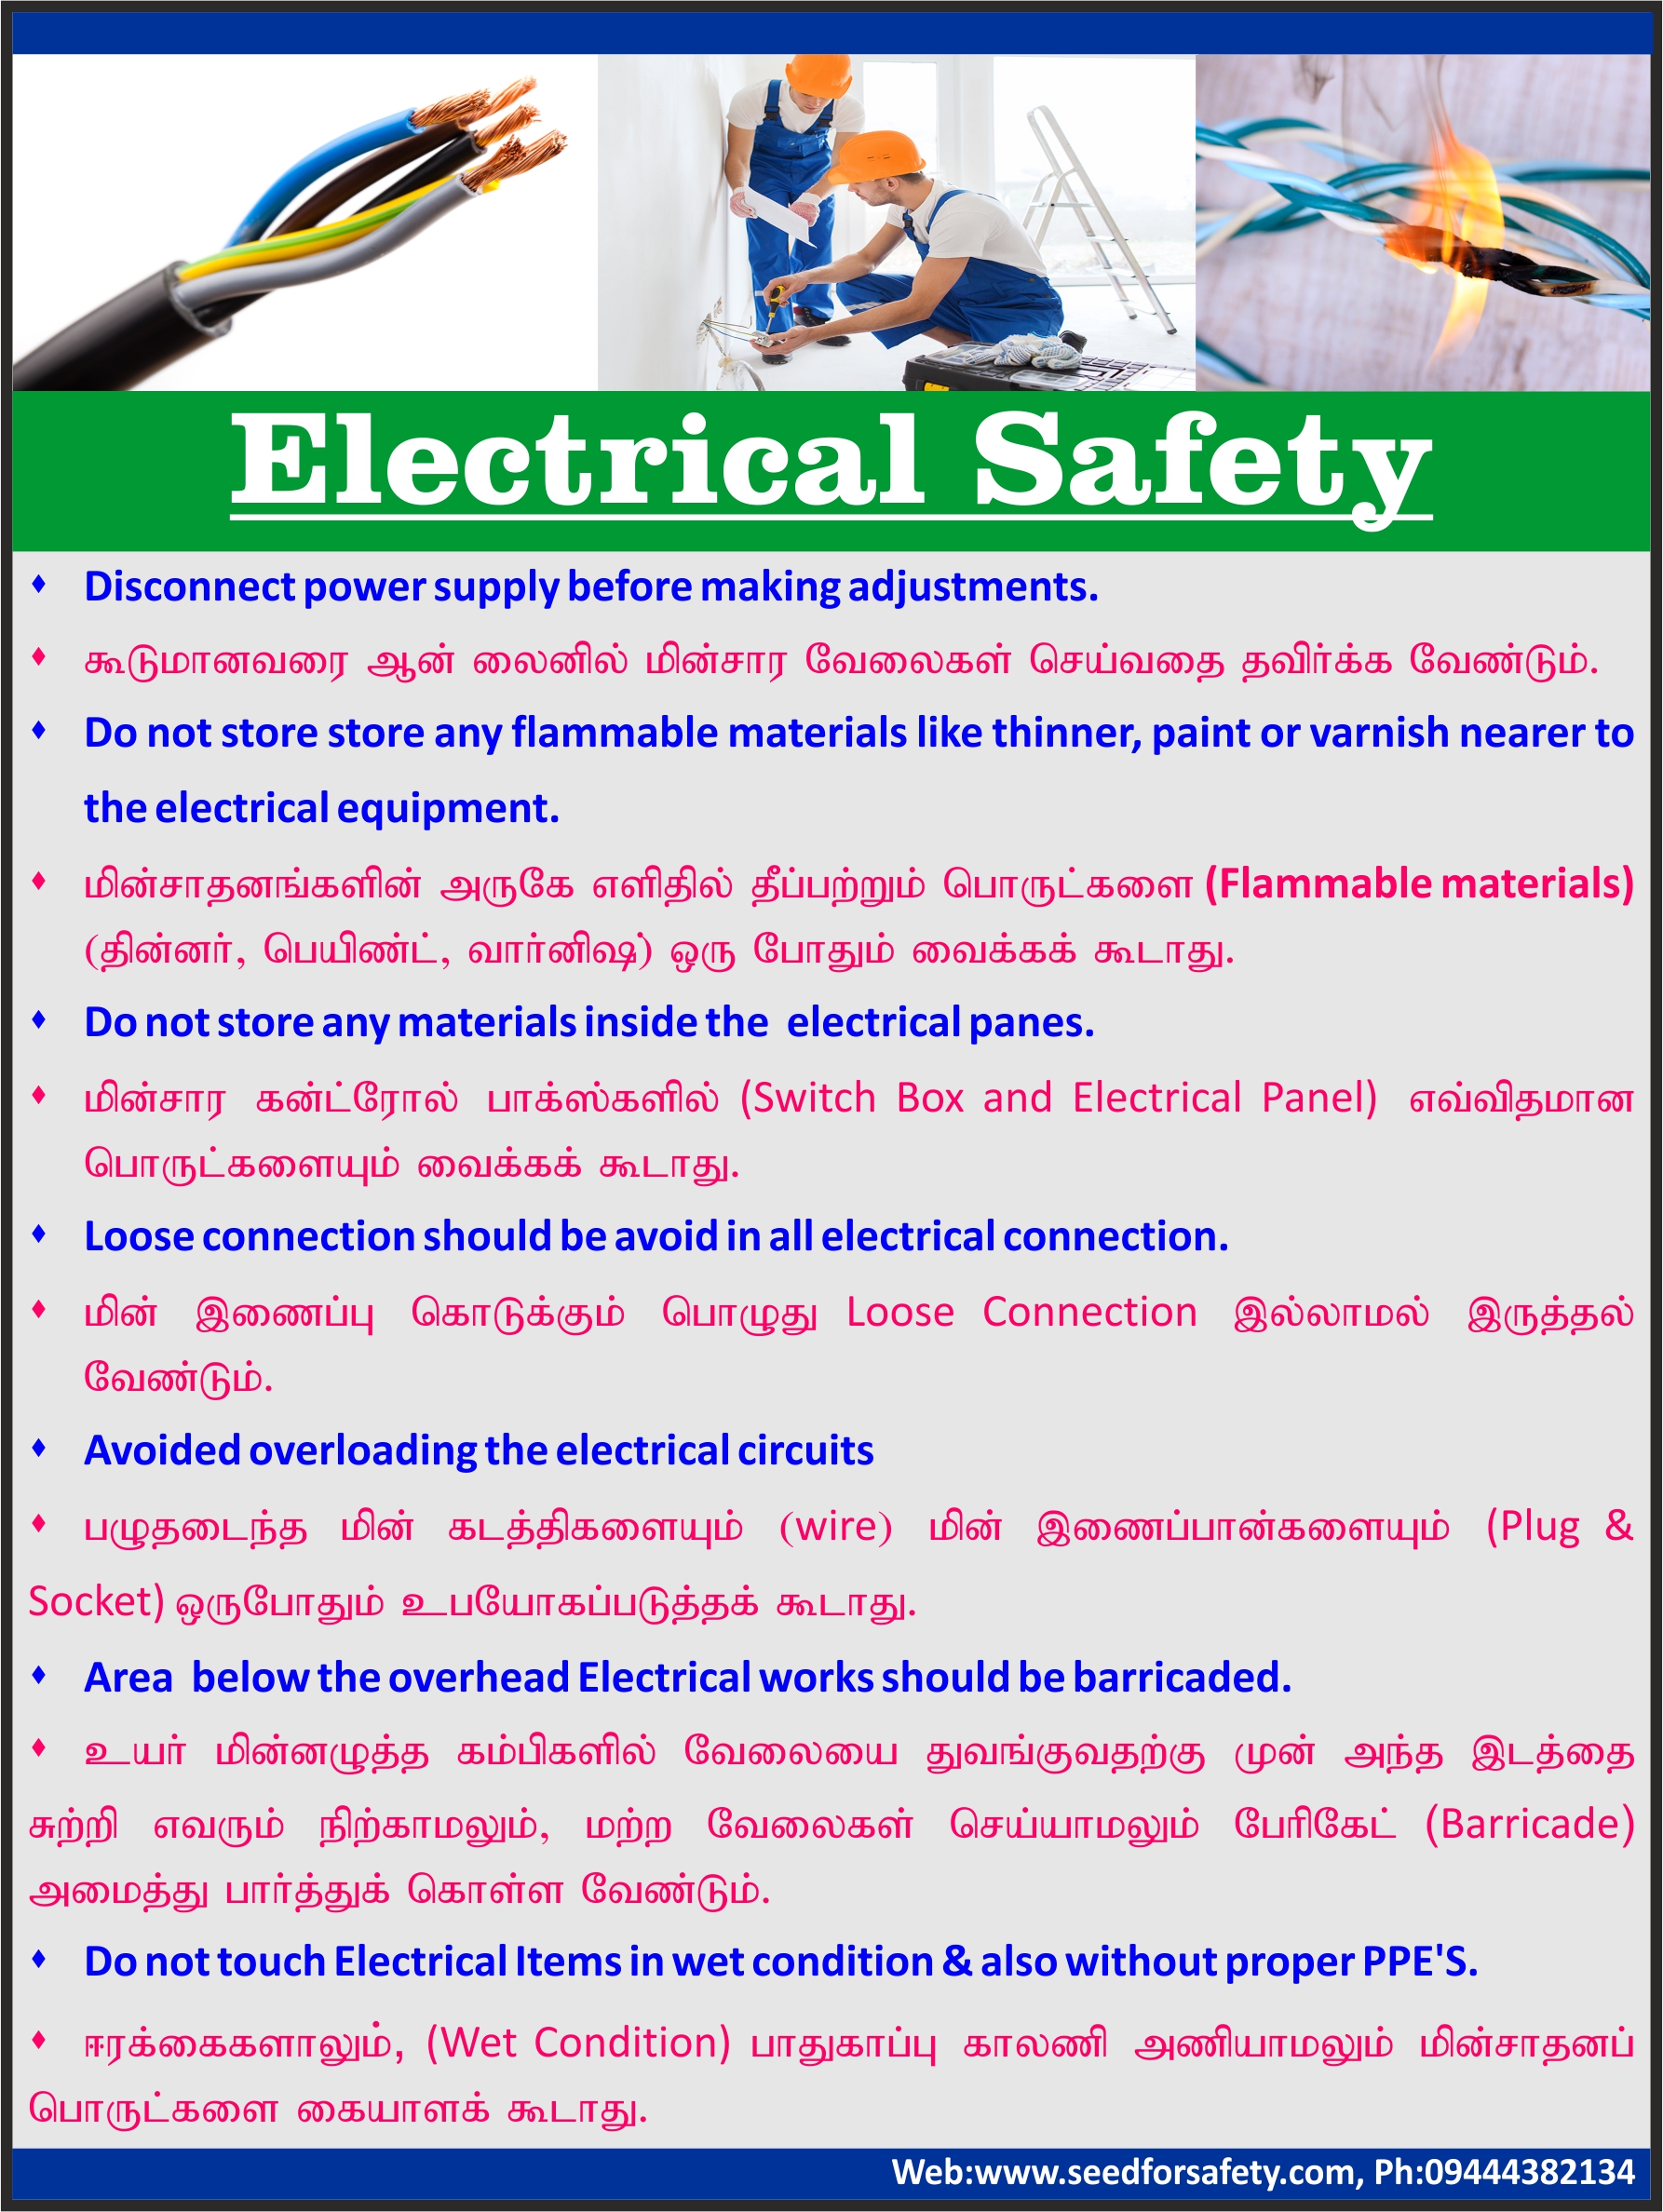 Electrical Safety
♦ Disconnect power supply before making adjustments.
♦ கூடுமானவரை ஆன் லைனில் மின்சார வேலைகள் செய்வதை தவிர்க்க வேண்டும்.
♦ Do not store store any flammable materials like thinner, paint or varnish nearer to
the electrical equipment.
♦ மின்சாதனங்களின் அருகே எளிதில் தீப்பற்றும் பொருட்களை (Flammable materials)
(தின்னர், பெயிண்ட், வார்னிஷ்) ஒரு போதும் வைக்கக் கூடாது.
♦ Do not store any materials inside the electrical panes.
♦ மின்சார கன்ட்ரோல் பாக்ஸ்களில் (Switch Box and Electrical Panel) எவ்விதமான
பொருட்களையும் வைக்கக் கூடாது.
♦ Loose connection should be avoid in all electrical connection.
♦ மின் இணைப்பு கொடுக்கும் பொழுது Loose Connection இல்லாமல் இருத்தல்
வேண்டும்.
♦ Avoided overloading the electrical circuits
♦ பழுதடைந்த மின் கடத்திகளையும் (wire) மின் இணைப்பான்களையும் (Plug &
Socket) ஒருபோதும் உபயோகப்படுத்தக் கூடாது.
♦ Area below the overhead Electrical works should be barricaded.
♦ உயர் மின்னழுத்த கம்பிகளில் வேலையை துவங்குவதற்கு முன் அந்த இடத்தை
சுற்றி எவரும் நிற்காமலும், மற்ற வேலைகள் செய்யாமலும் பேரிகேட் (Barricade)
அமைத்து பார்த்துக் கொள்ள வேண்டும்.
♦ Do not touch Electrical Items in wet condition & also without proper PPE'S.
♦ ஈரக்கைகளாலும், (Wet Condition) பாதுகாப்பு காலணி அணியாமலும் மின்சாதனப்
பொருட்களை கையாளக் கூடாது.
Web:www.seedforsafety.com, Ph:09444382134